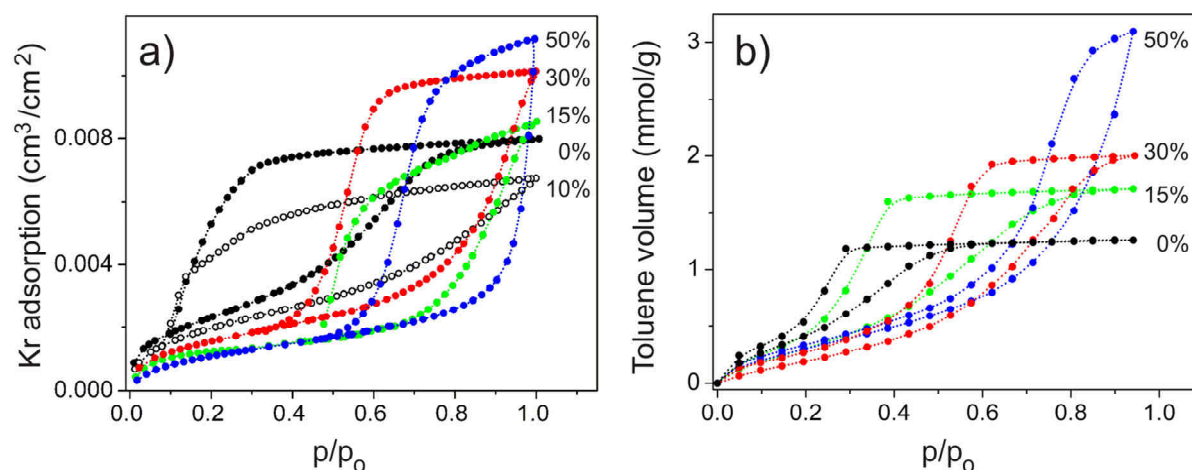 a)
Kr adsorption (cm³/cm²)
0.008
0.004
0.000
0.0 0.2 0.4 0.6 0.8 1.0
p/pₒ
50%
30%
15%
0%
10%
b)
Toluene volume (mmol/g)
3
2
1
0
0.0 0.2 0.4 0.6 0.8 1.0
p/pₒ
50%
30%
15%
0%